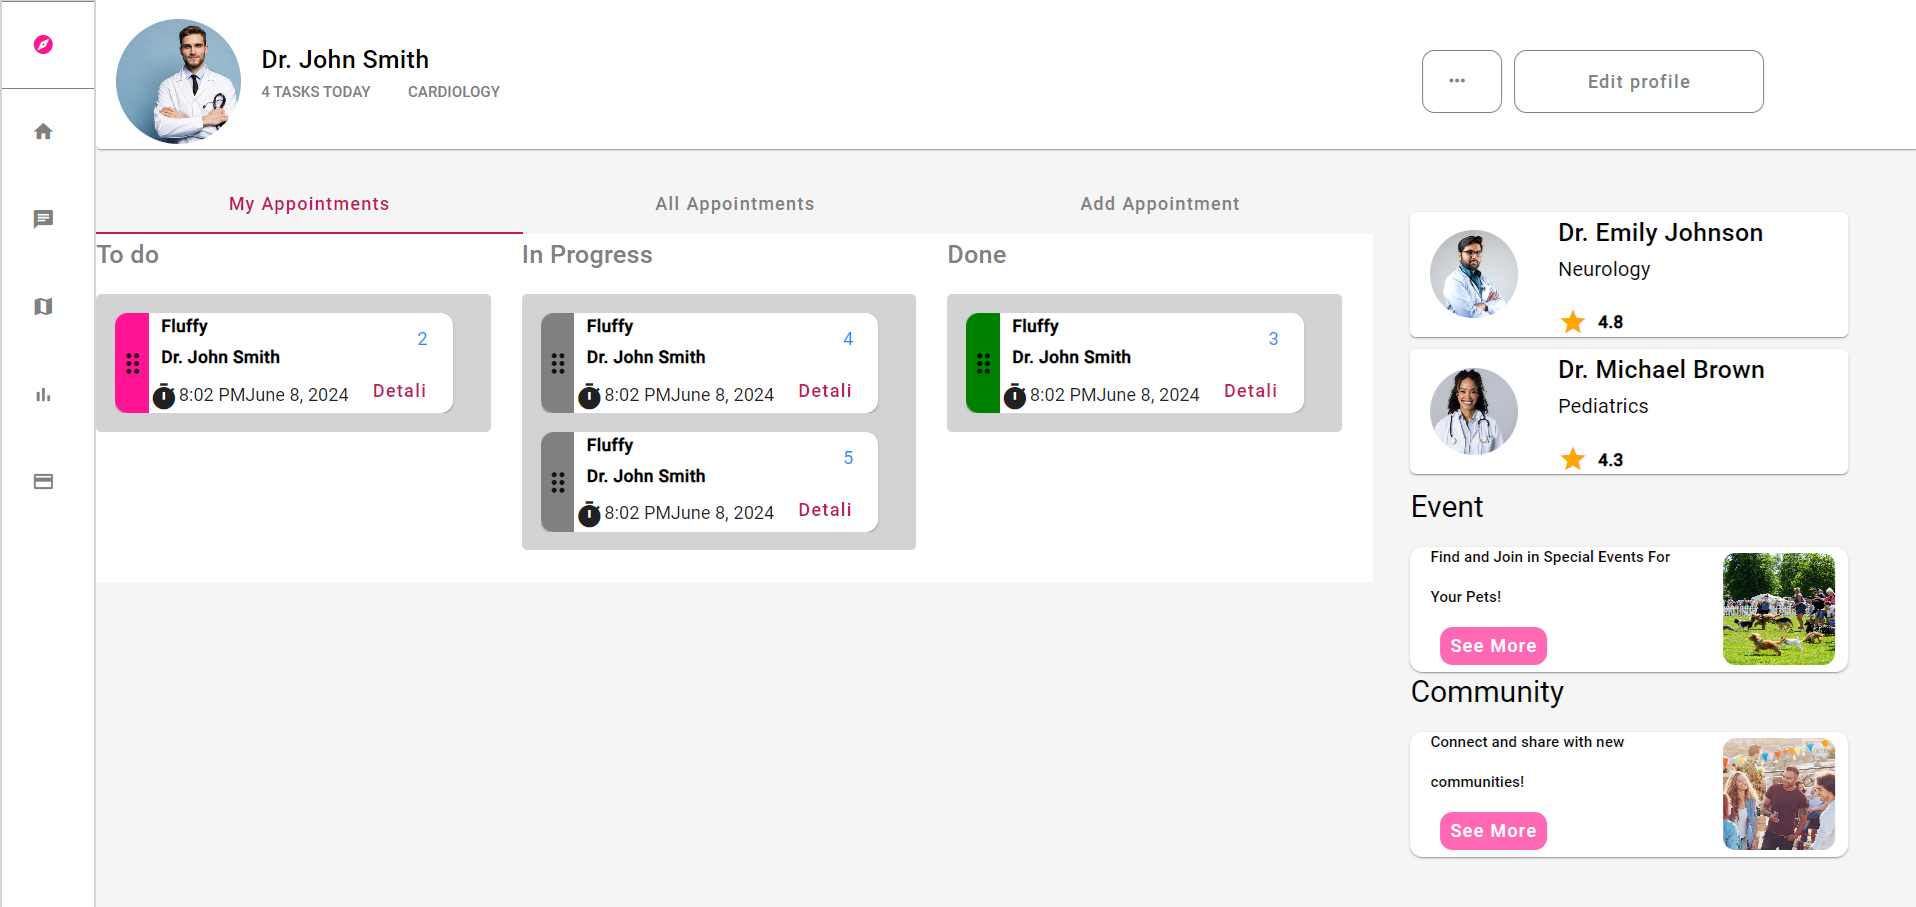 Dr. John Smith
4 TASKS TODAY CARDIOLOGY
...
Edit profile
My Appointments
All Appointments
Add Appointment
To do
Fluffy
2
Dr. John Smith
8:02 PMJune 8, 2024
Detali
In Progress
Fluffy
4
Dr. John Smith
8:02 PMJune 8, 2024
Detali
Fluffy
5
Dr. John Smith
8:02 PMJune 8, 2024
Detali
Done
Fluffy
3
Dr. John Smith
8:02 PMJune 8, 2024
Detali
Dr. Emily Johnson
Neurology
4.8
Dr. Michael Brown
Pediatrics
4.3
Event
Find and Join in Special Events For
Your Pets!
See More
Community
Connect and share with new
communities!
See More